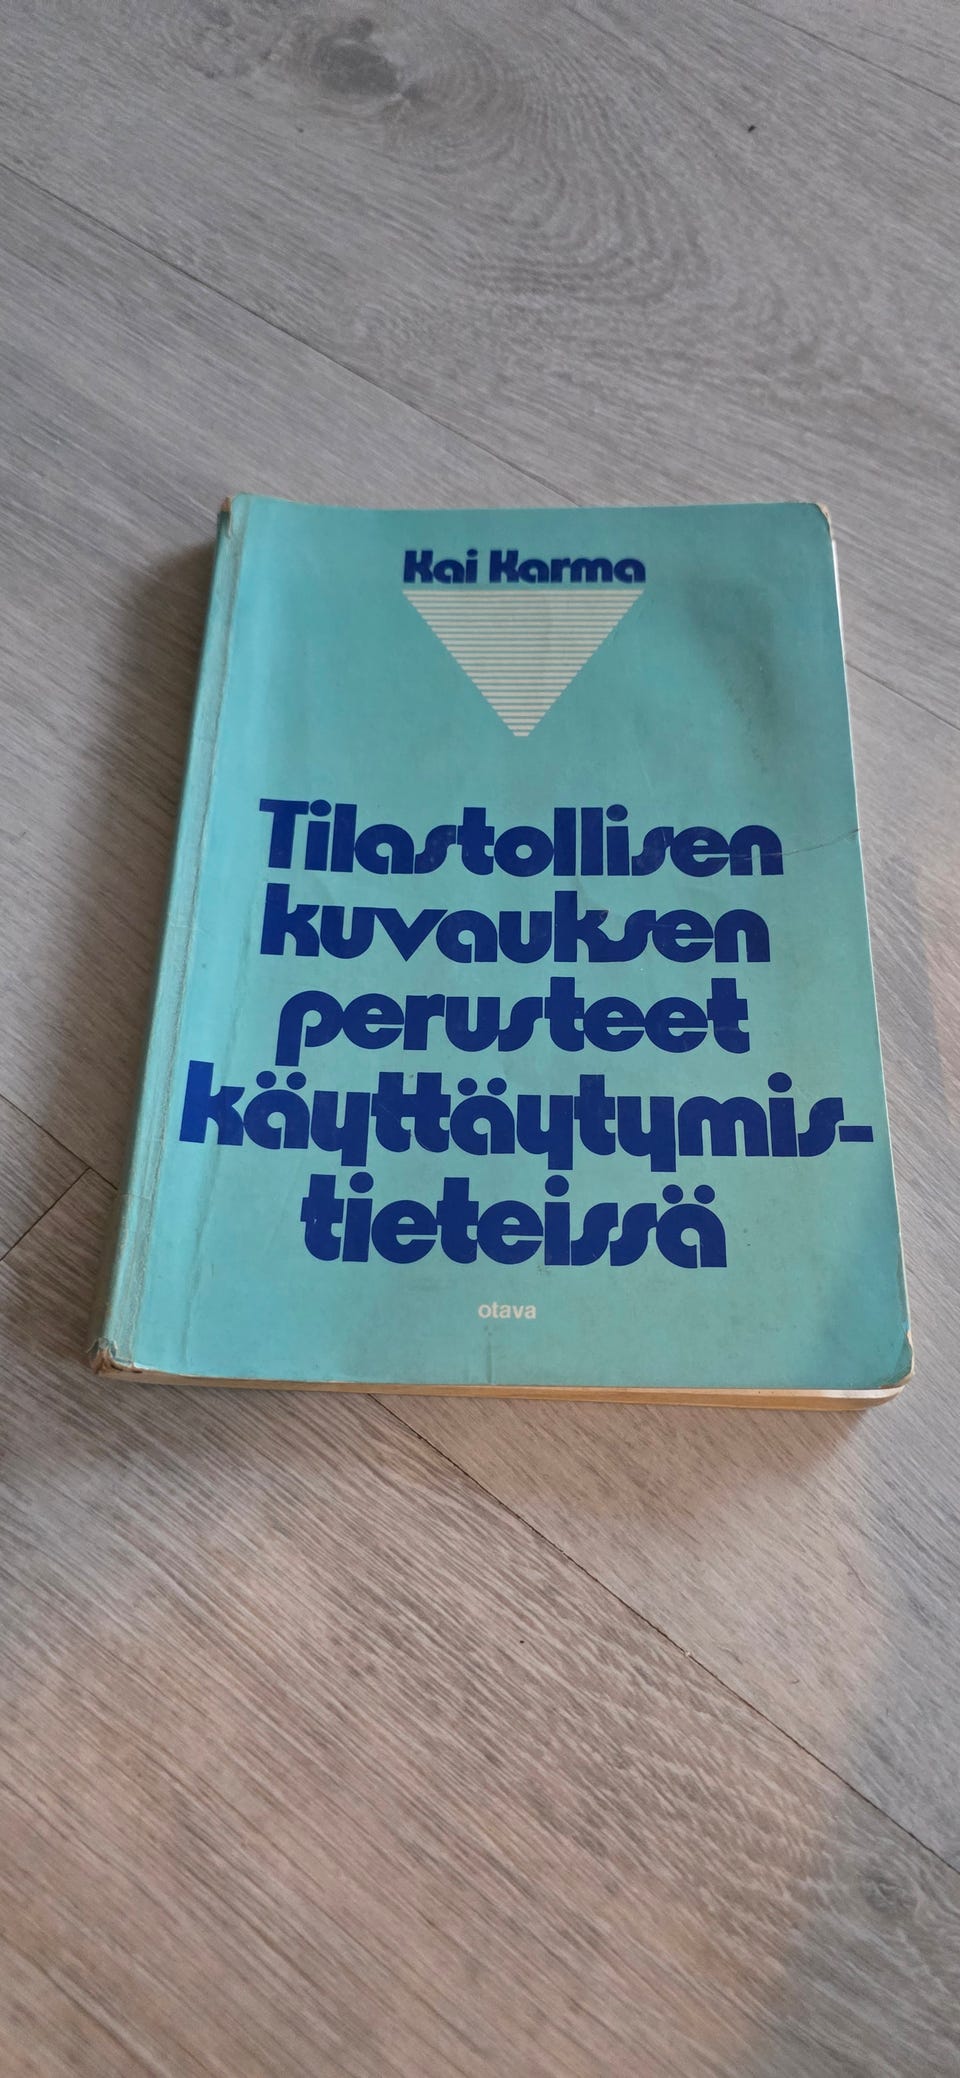 Kai Karma
Tilastollisen
kuvauksen
perusteet
käyttäytymis-
tieteissä
otava